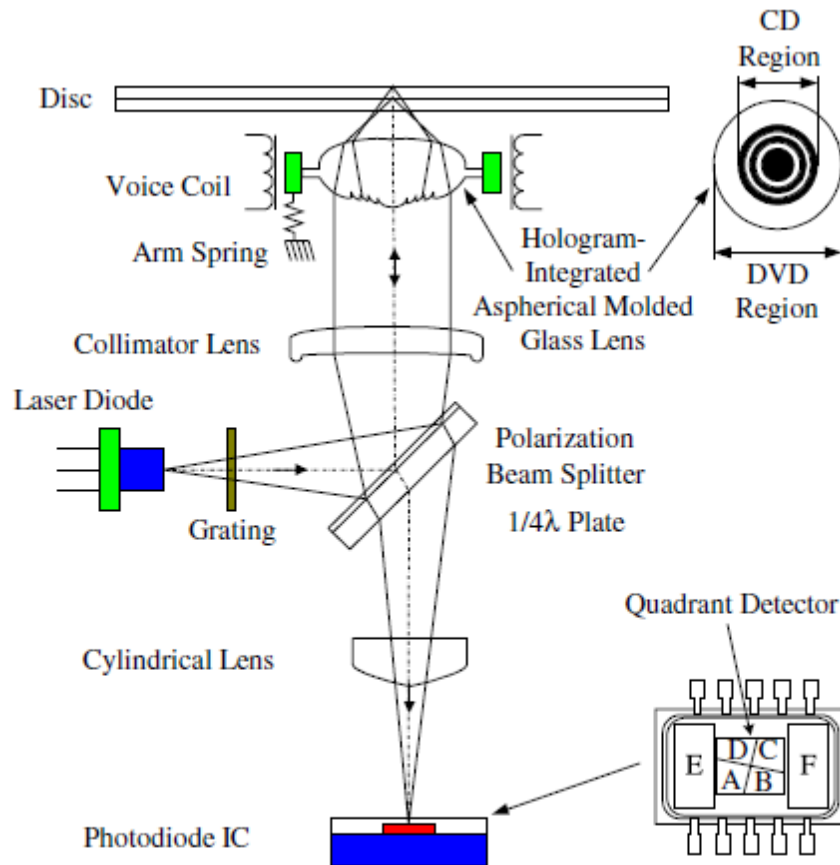 CD
Region
Disc
Voice Coil
Arm Spring
Hologram-
Integrated
Aspherical Molded
Glass Lens
DVD
Region
Collimator Lens
Laser Diode
Polarization
Beam Splitter
1/4λ Plate
Grating
Quadrant Detector
Cylindrical Lens
D C
E F
A B
Photodiode IC